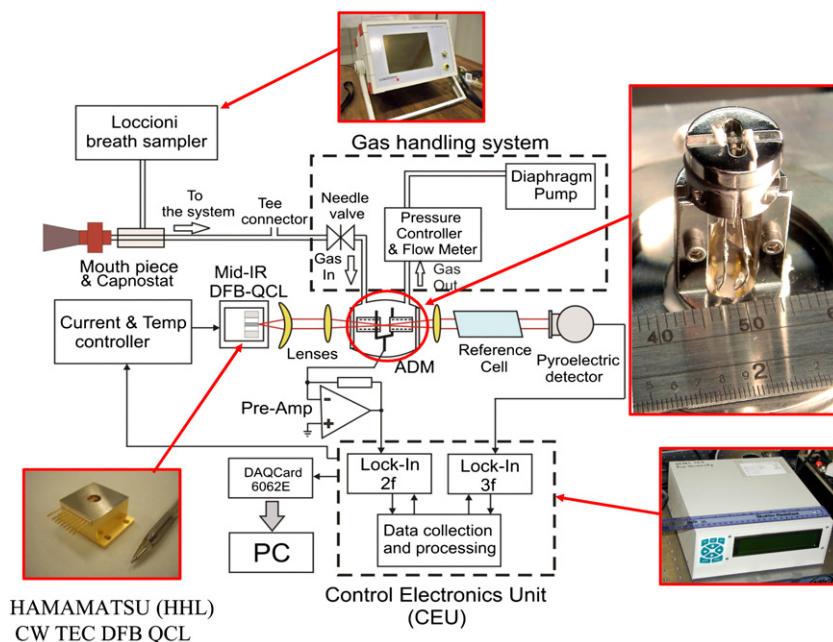 Loccioni
breath sampler
Gas handling system
Diaphragm
Pump
To
the system
Tee
connector
Needle
valve
Pressure
Controller
& Flow Meter
Gas
In
Gas
Out
Mouth piece
& Capnostat
Mid-IR
DFB-QCL
Current & Temp
controller
Lenses
ADM
Reference
Cell
Pyroelectric
detector
Pre-Amp
Lock-In
2f
Lock-In
3f
DAQCard
6062E
PC
Data collection
and processing
Control Electronics Unit
(CEU)
HAMAMATSU (HHL)
CW TEC DFB QCL
40
50
2